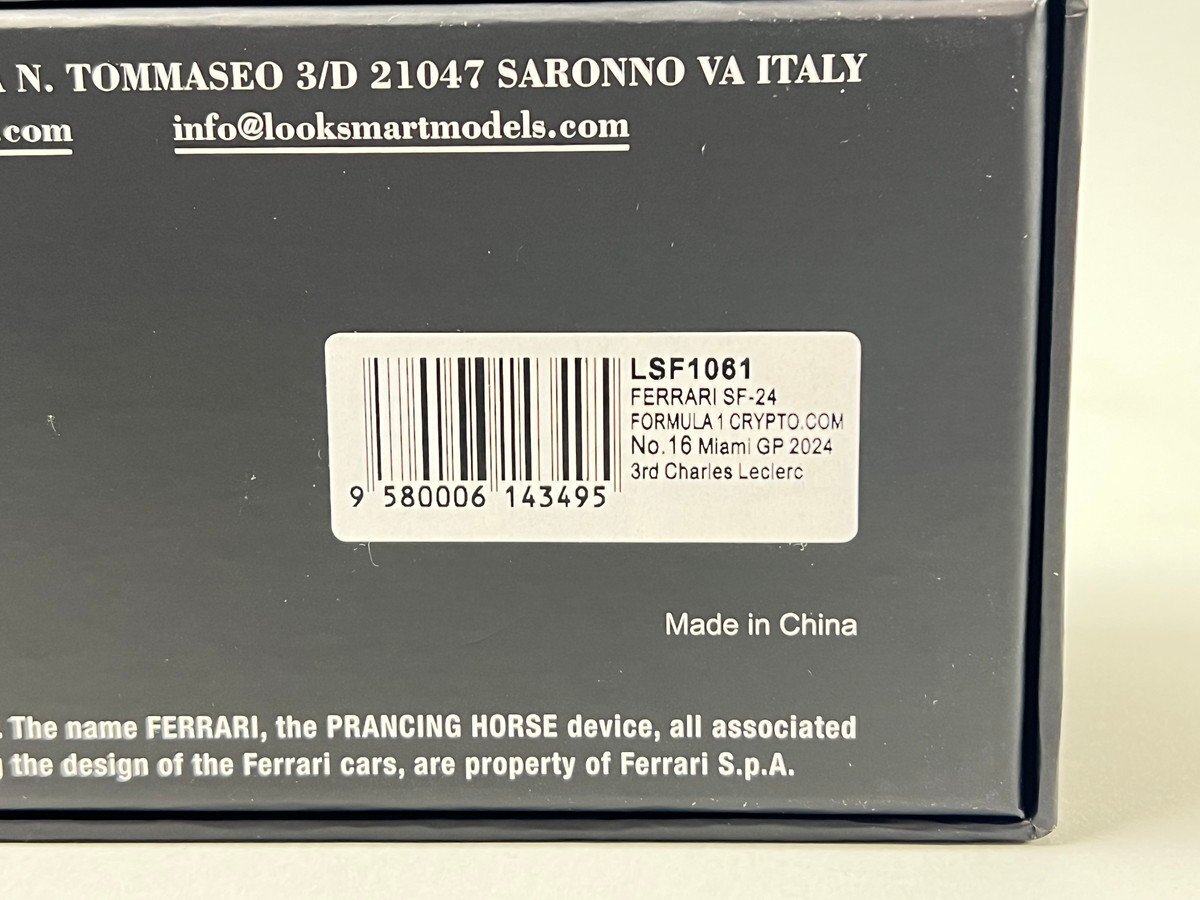 N. TOMMASEO 3/D 21047 SARONNO VA ITALY
.com info@looksmartmodels.com
LSF1061
FERRARI SF-24
FORMULA 1 CRYPTO.COM
No.16 Miami GP 2024
3rd Charles Leclerc
9 580006 143495
Made in China
. The name FERRARI, the PRANCING HORSE device, all associated
the design of the Ferrari cars, are property of Ferrari S.p.A.